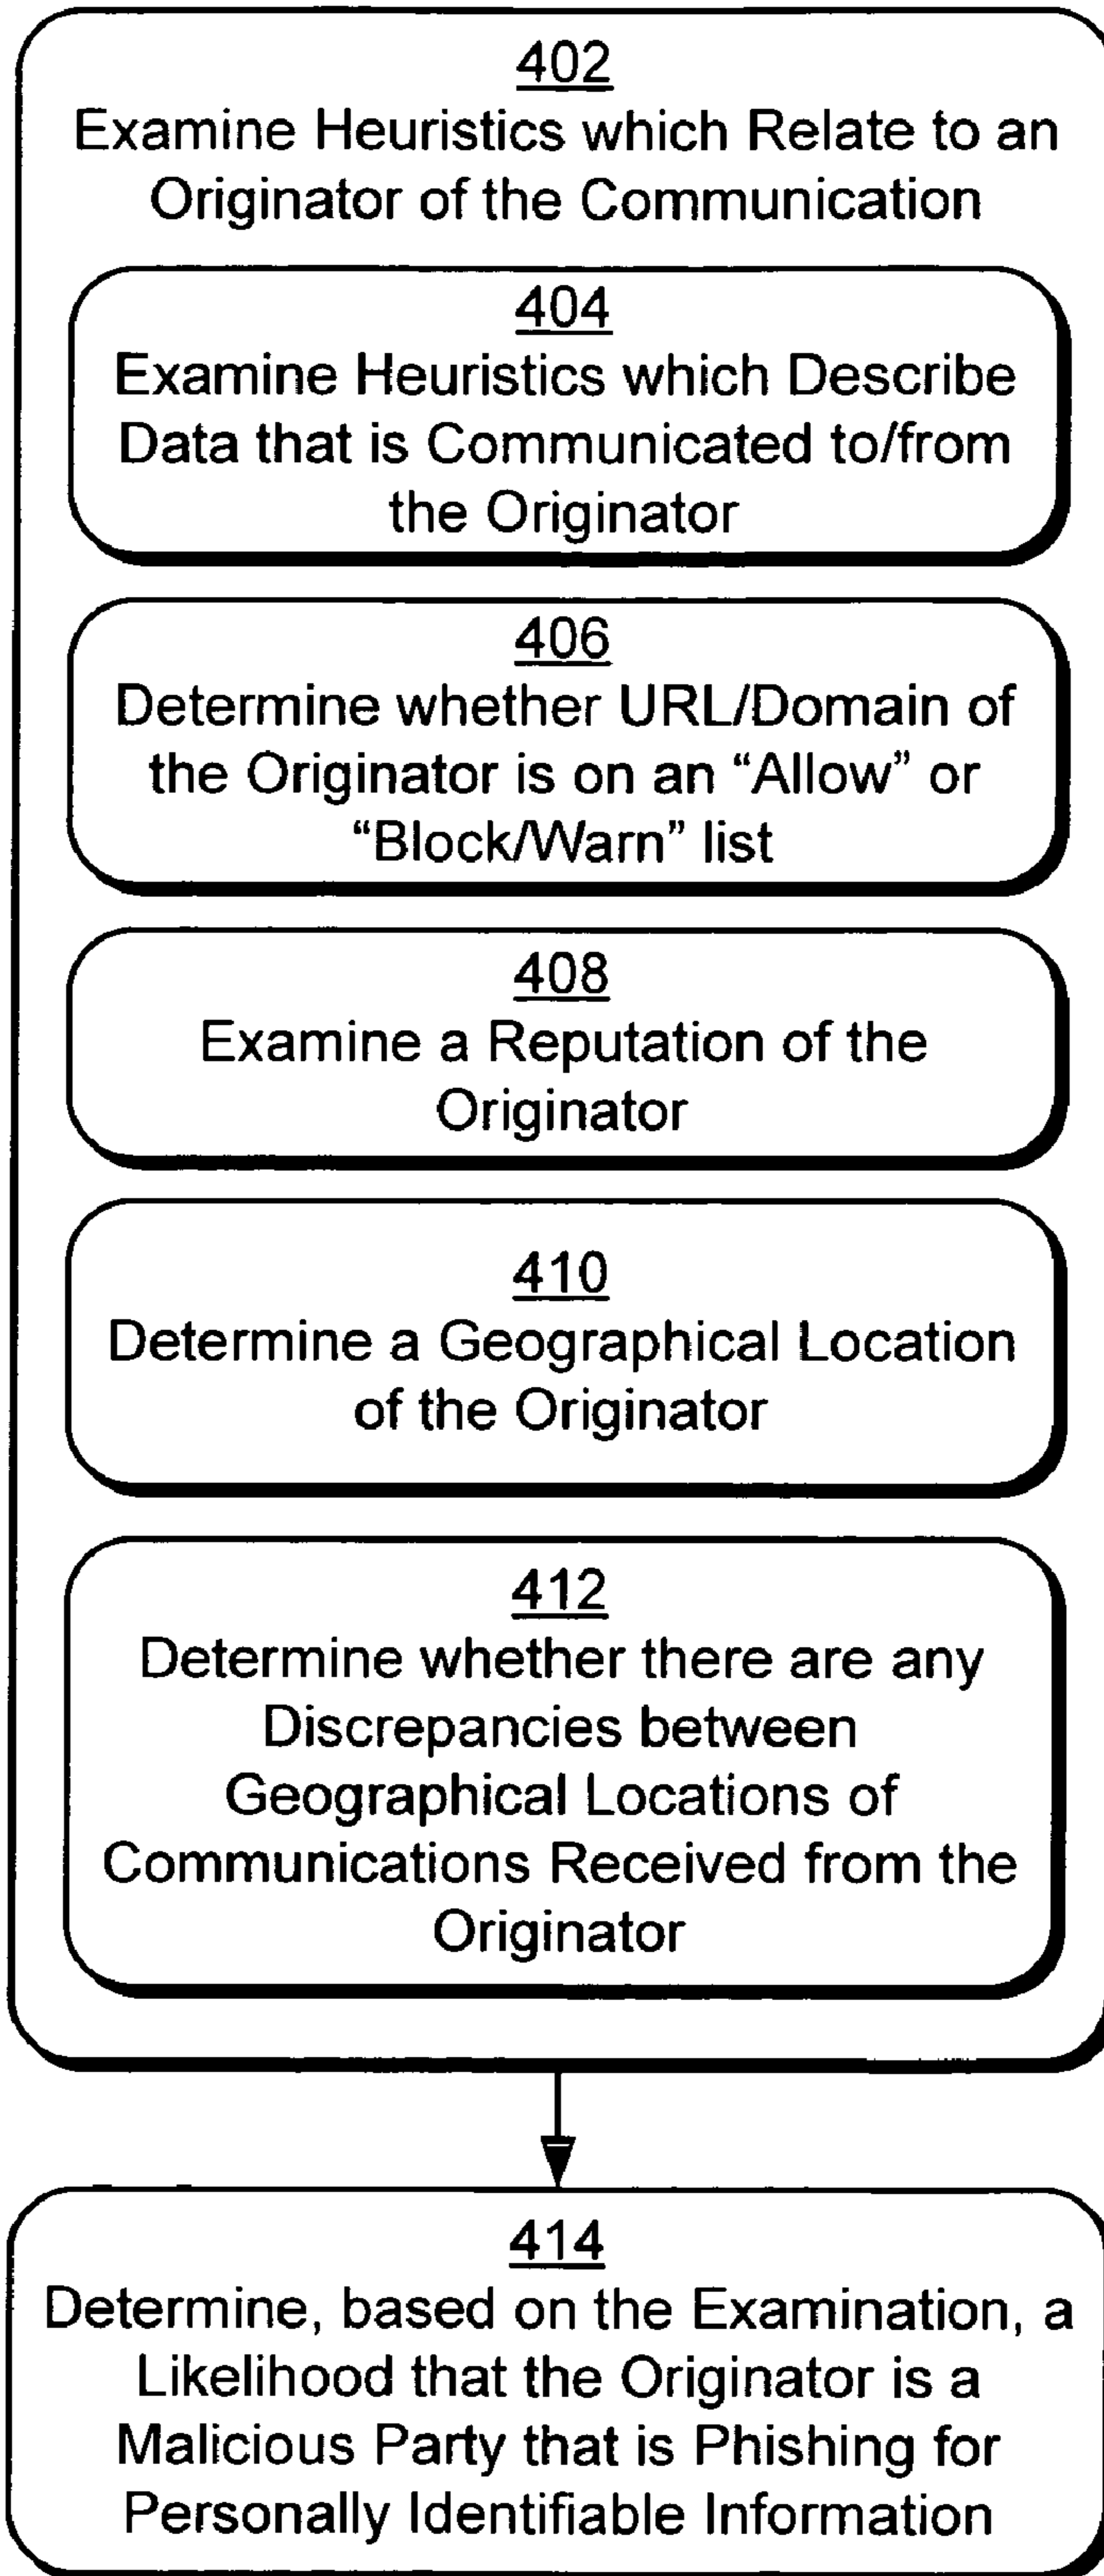 402
Examine Heuristics which Relate to an
Originator of the Communication
404
Examine Heuristics which Describe
Data that is Communicated to/from
the Originator
406
Determine whether URL/Domain of
the Originator is on an “Allow” or
“Block/Warn” list
408
Examine a Reputation of the
Originator
410
Determine a Geographical Location
of the Originator
412
Determine whether there are any
Discrepancies between
Geographical Locations of
Communications Received from the
Originator
414
Determine, based on the Examination, a
Likelihood that the Originator is a
Malicious Party that is Phishing for
Personally Identifiable Information